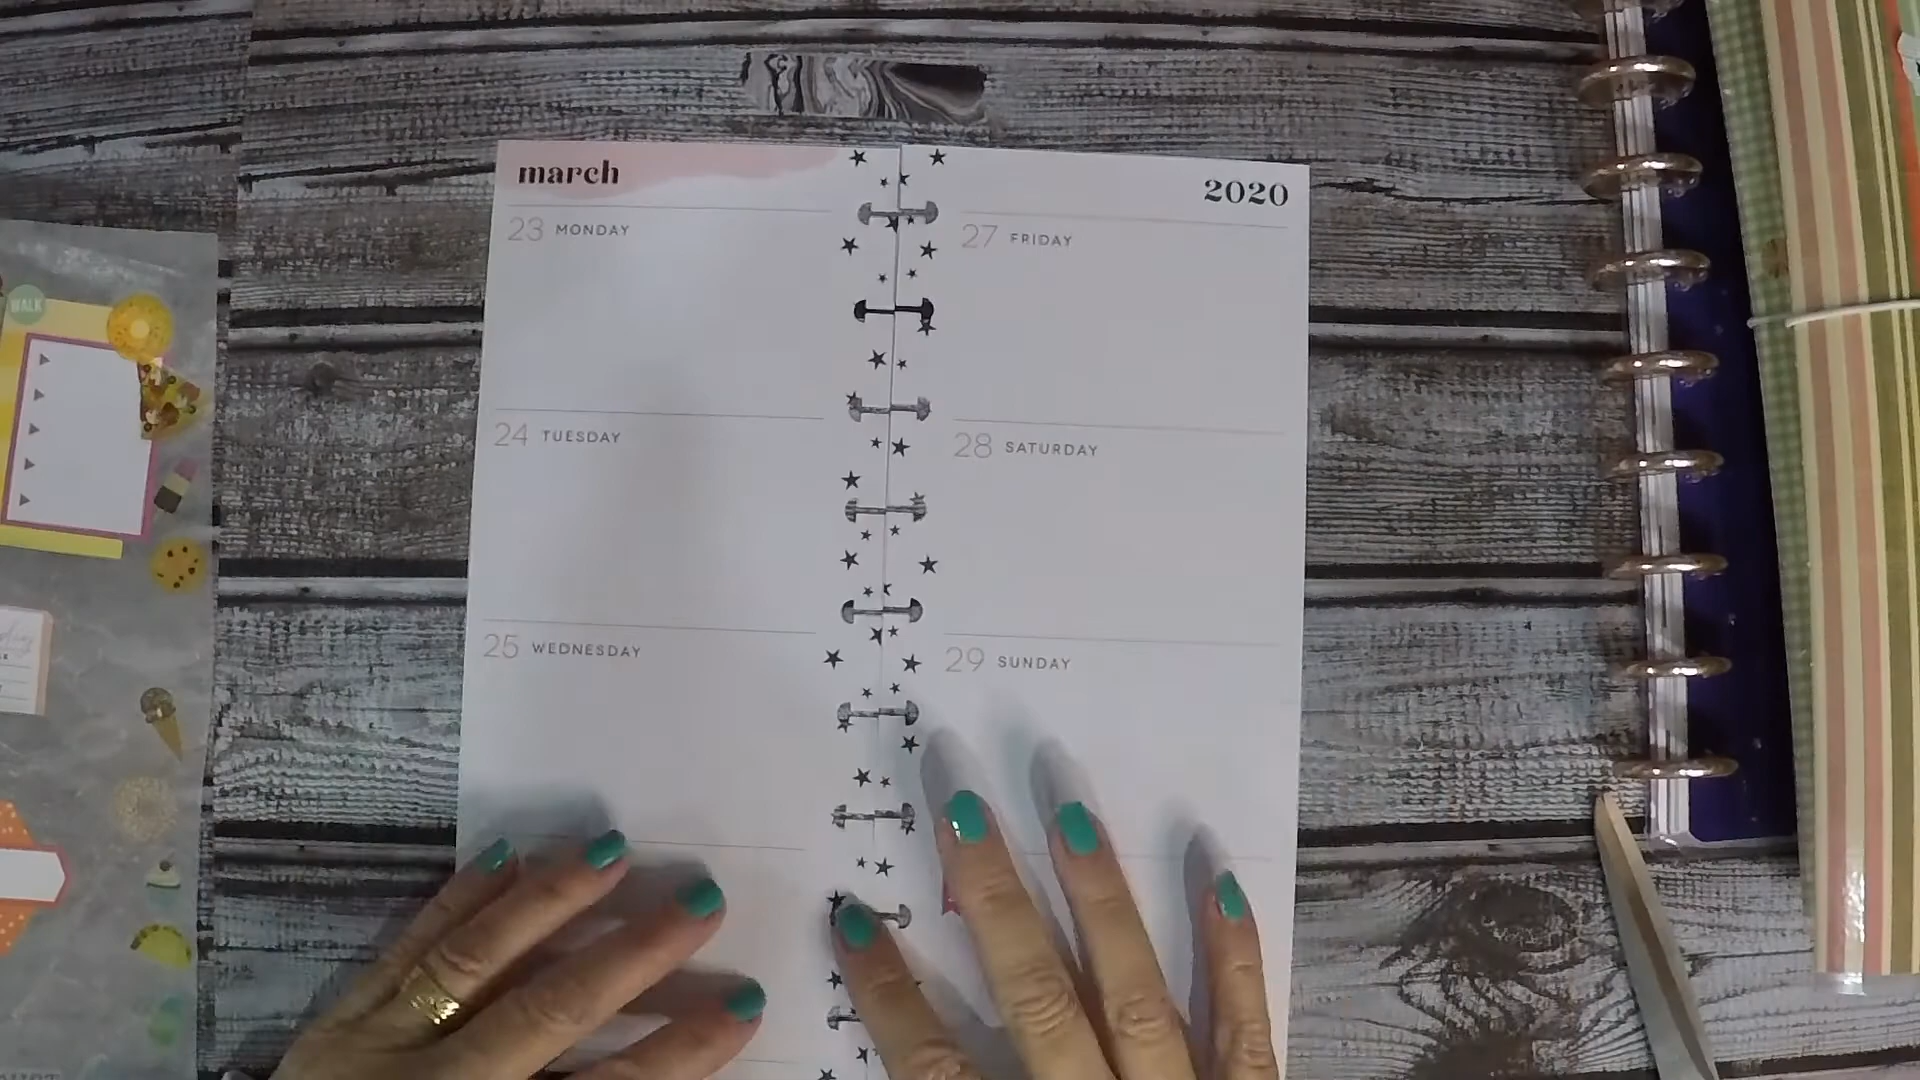 march
23 MONDAY
24 TUESDAY
25 WEDNESDAY
2020
27 FRIDAY
28 SATURDAY
29 SUNDAY
WALK